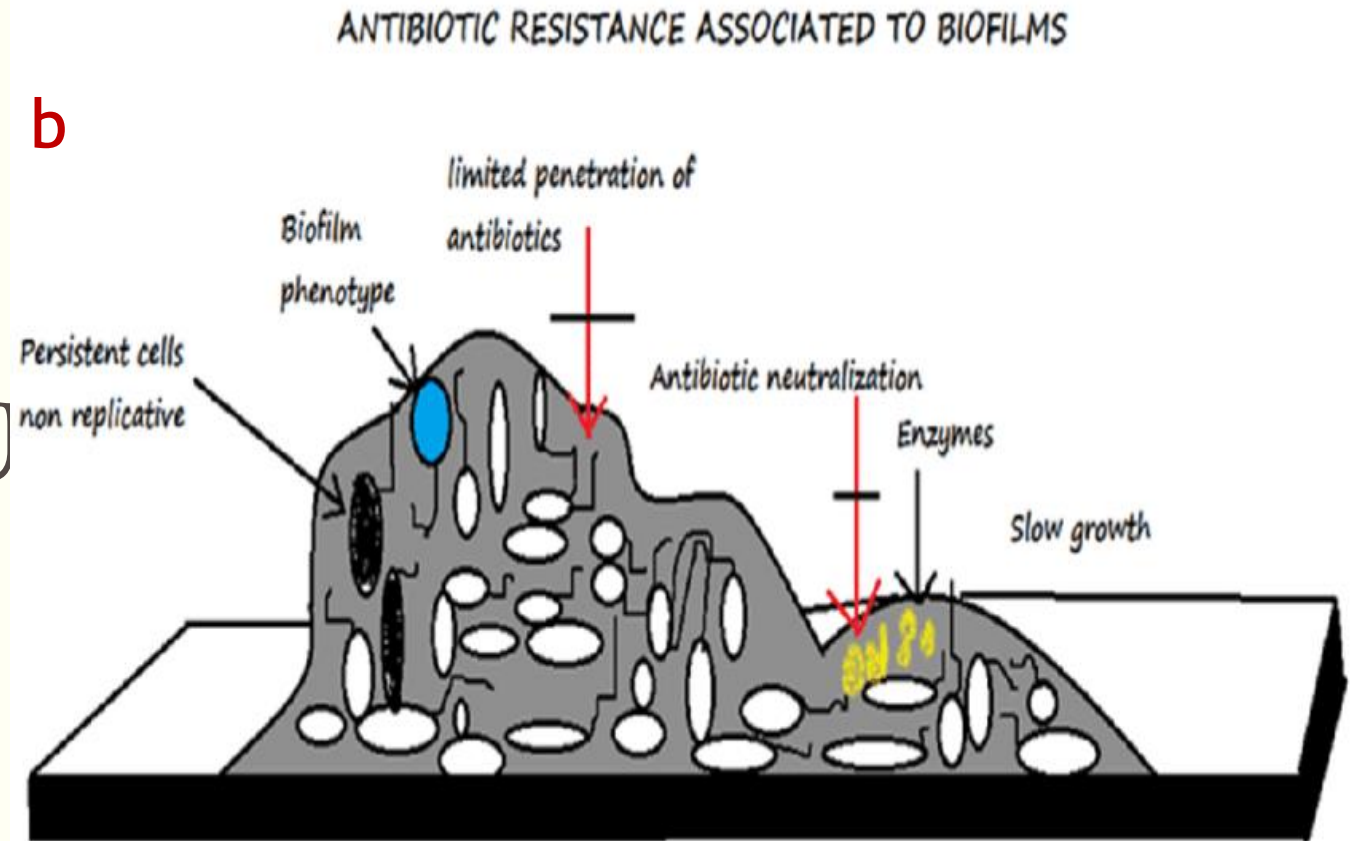 ANTIBIOTIC RESISTANCE ASSOCIATED TO BIOFILMS
b
limited penetration of
antibiotics
Biofilm
phenotype
Persistent cells
non replicative
Antibiotic neutralization
Enzymes
Slow growth